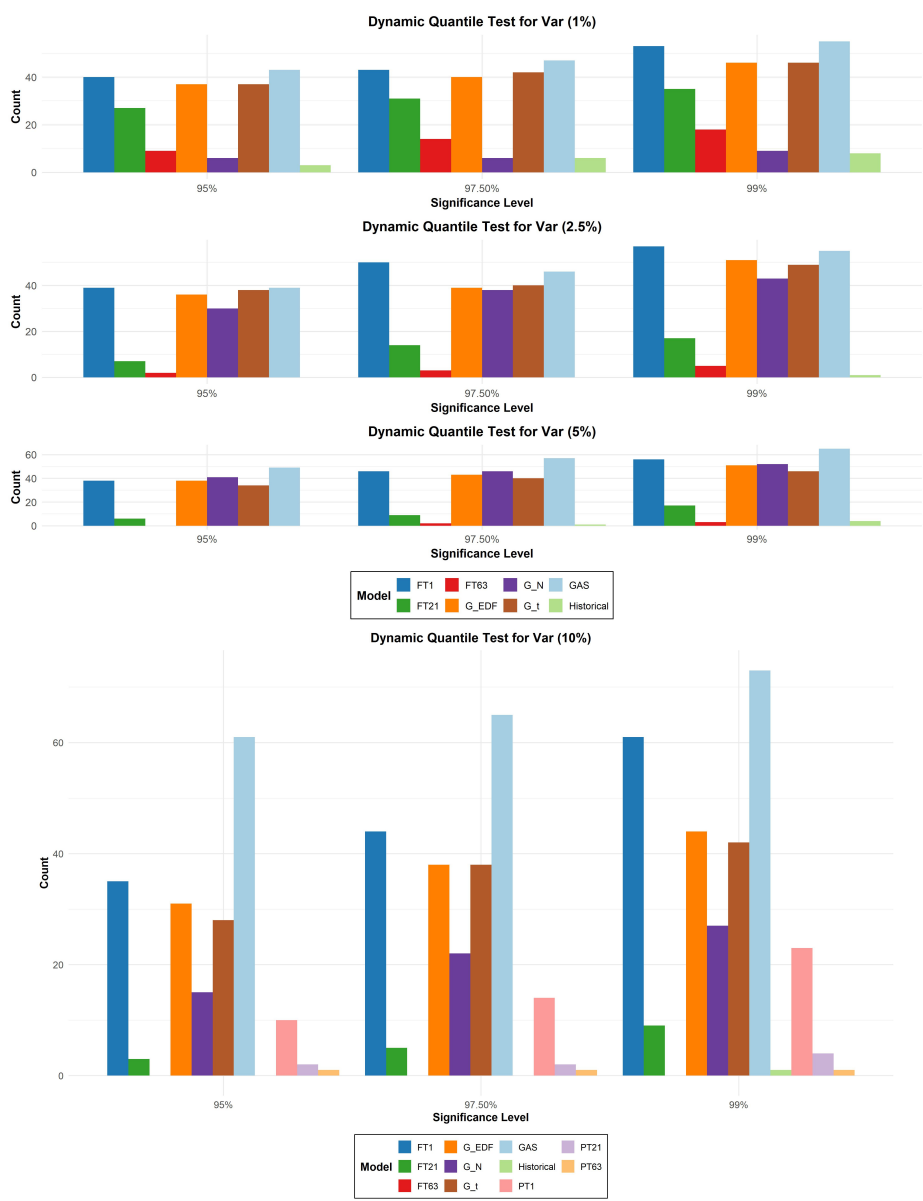 Dynamic Quantile Test for Var (1%)
Count
40
20
0
95%
97.50%
99%
Significance Level
Dynamic Quantile Test for Var (2.5%)
Count
40
20
0
95%
97.50%
99%
Significance Level
Dynamic Quantile Test for Var (5%)
Count
60
40
20
0
95%
97.50%
99%
Significance Level
Model
FT1
FT63
G_N
GAS
FT21
G_EDF
G_t
Historical
Dynamic Quantile Test for Var (10%)
Count
60
40
20
0
95%
97.50%
99%
Significance Level
Model
FT1
G_EDF
GAS
PT21
FT21
G_N
Historical
PT63
FT63
G_t
PT1